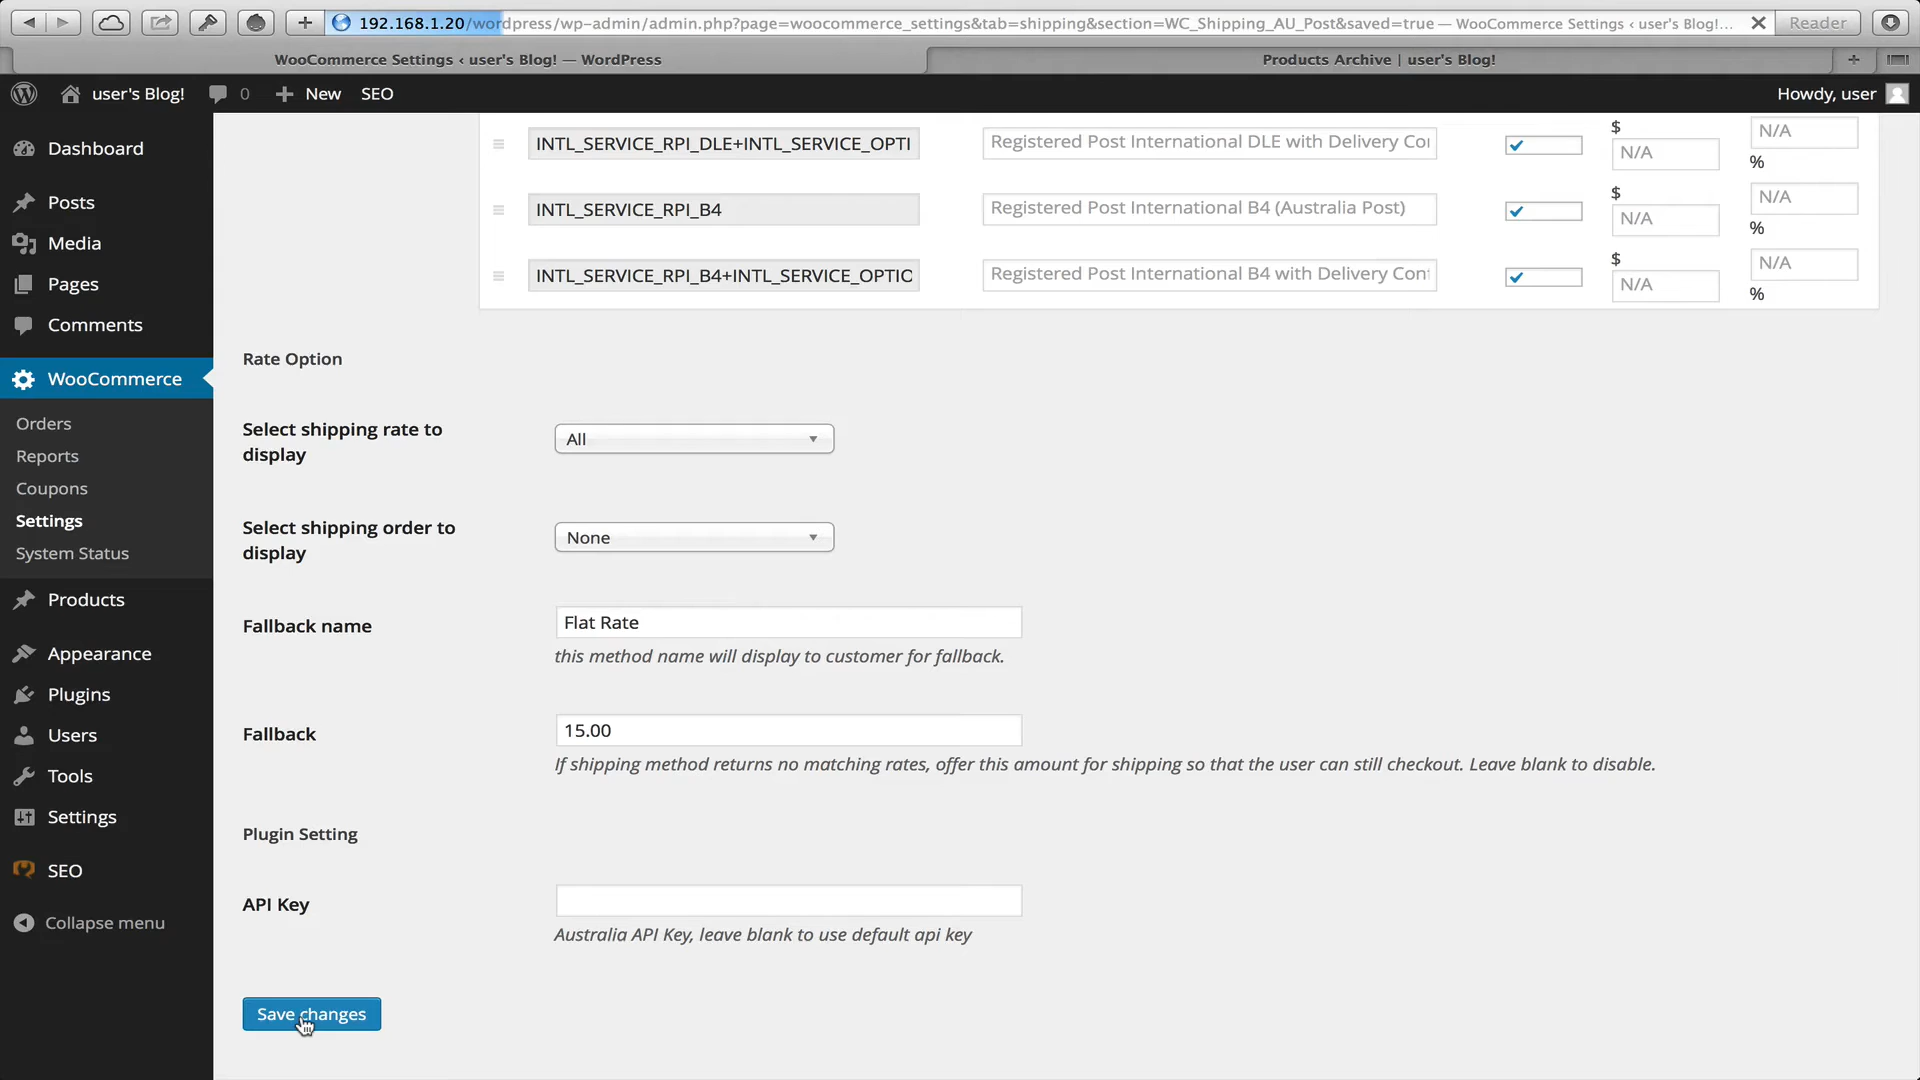 192.168.1.20/wordpress/wp-admin/admin.php?page=woocommerce_settings&tab=shipping&section=WC_Shipping_AU_Post&saved=true — WooCommerce Settings ‹ user's Blog!...
Reader
WooCommerce Settings ‹ user's Blog! — WordPress
Products Archive | user's Blog!
user's Blog!
0
New
SEO
Howdy, user
Dashboard
Posts
Media
Pages
Comments
WooCommerce
Orders
Reports
Coupons
Settings
System Status
Products
Appearance
Plugins
Users
Tools
Settings
SEO
Collapse menu
INTL_SERVICE_RPI_DLE+INTL_SERVICE_OPTI
Registered Post International DLE with Delivery Co
$
N/A
N/A
%
INTL_SERVICE_RPI_B4
Registered Post International B4 (Australia Post)
$
N/A
N/A
%
INTL_SERVICE_RPI_B4+INTL_SERVICE_OPTIO
Registered Post International B4 with Delivery Con
$
N/A
N/A
%
Rate Option
Select shipping rate to
display
All
Select shipping order to
display
None
Fallback name
Flat Rate
this method name will display to customer for fallback.
Fallback
15.00
If shipping method returns no matching rates, offer this amount for shipping so that the user can still checkout. Leave blank to disable.
Plugin Setting
API Key
Australia API Key, leave blank to use default api key
Save changes